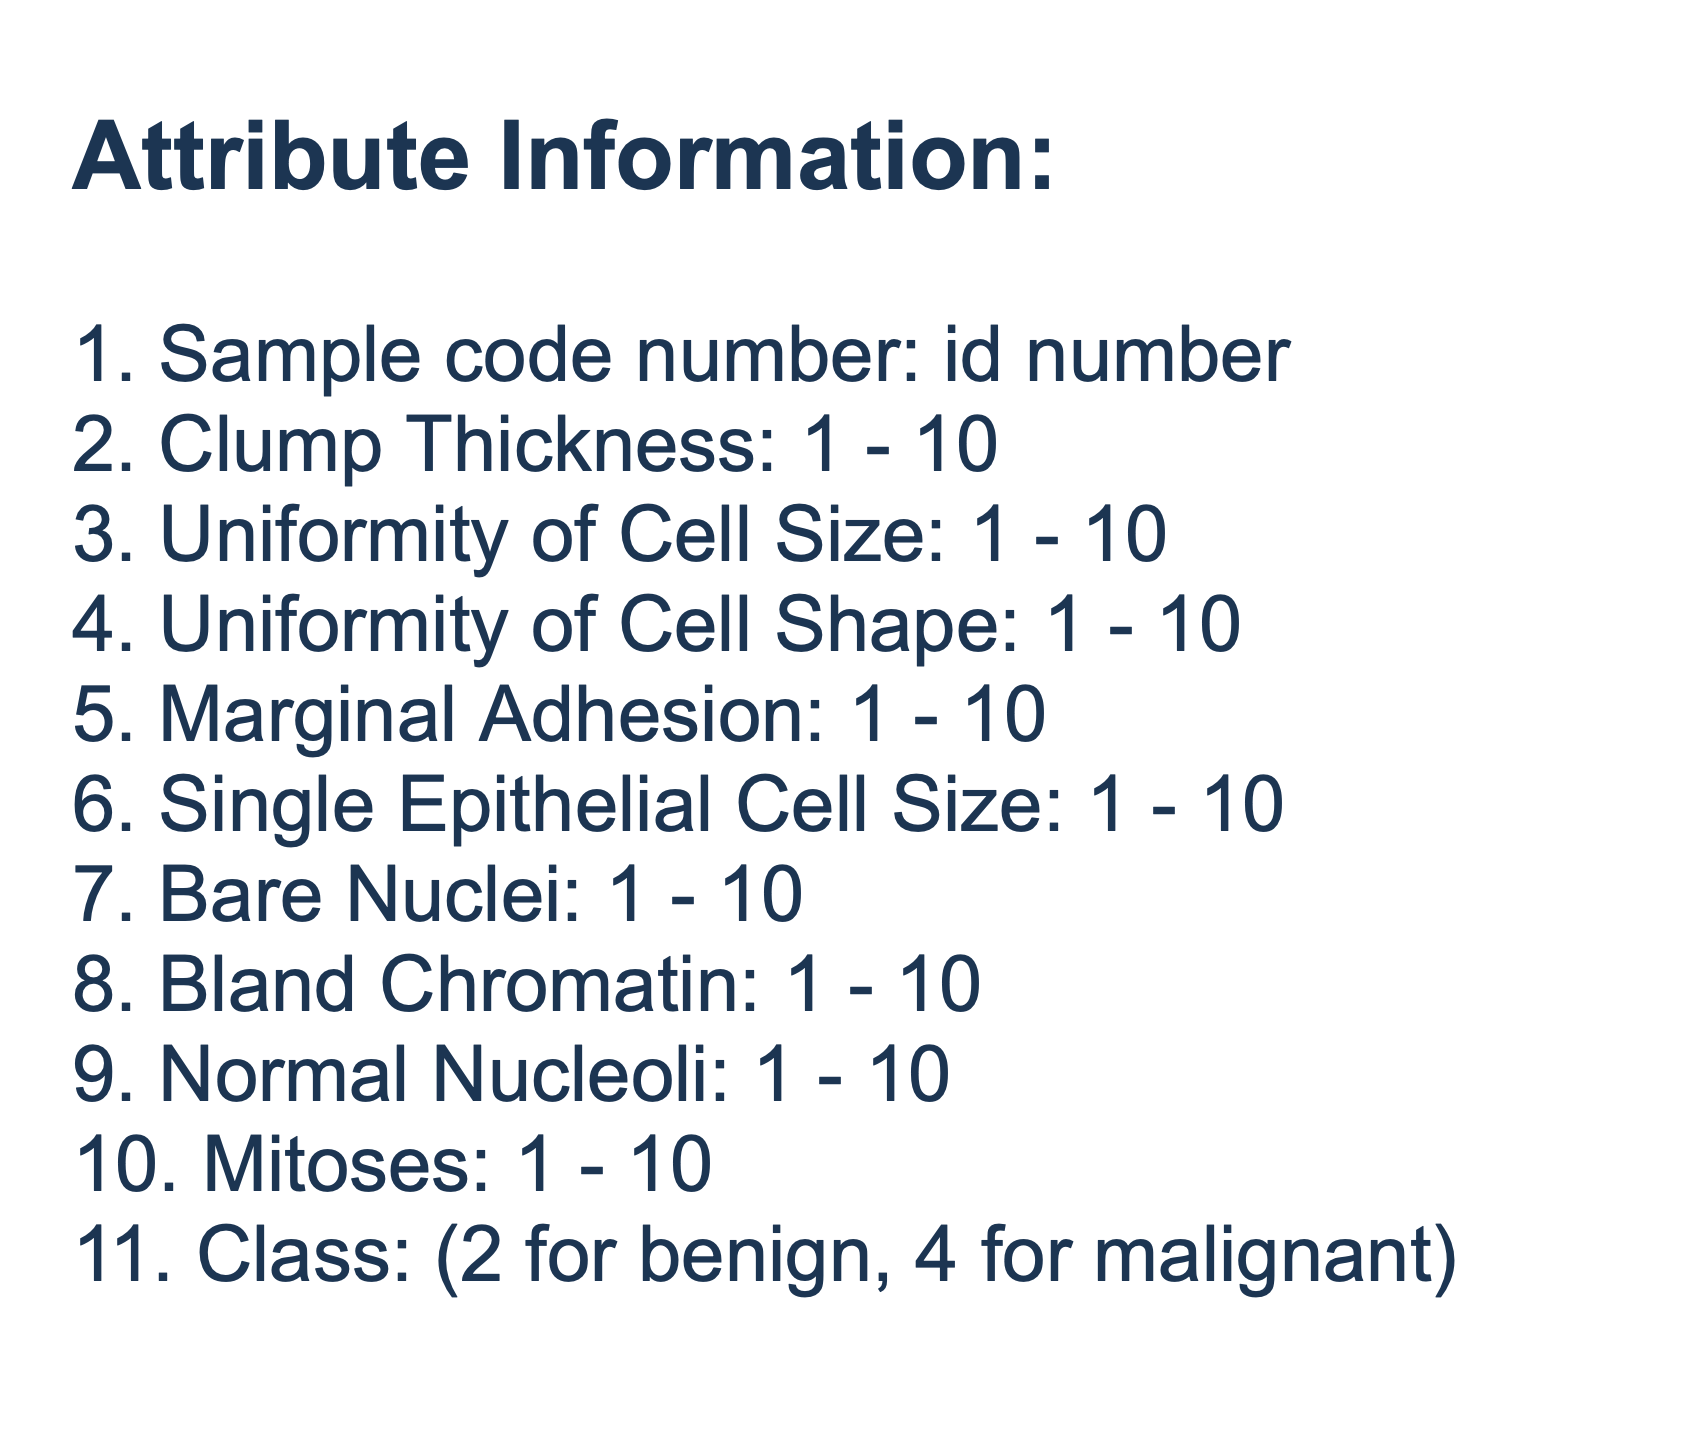 Attribute Information:
1. Sample code number: id number
2. Clump Thickness: 1 - 10
3. Uniformity of Cell Size: 1 - 10
4. Uniformity of Cell Shape: 1 - 10
5. Marginal Adhesion: 1 - 10
6. Single Epithelial Cell Size: 1 - 10
7. Bare Nuclei: 1 - 10
8. Bland Chromatin: 1 - 10
9. Normal Nucleoli: 1 - 10
10. Mitoses: 1 - 10
11. Class: (2 for benign, 4 for malignant)